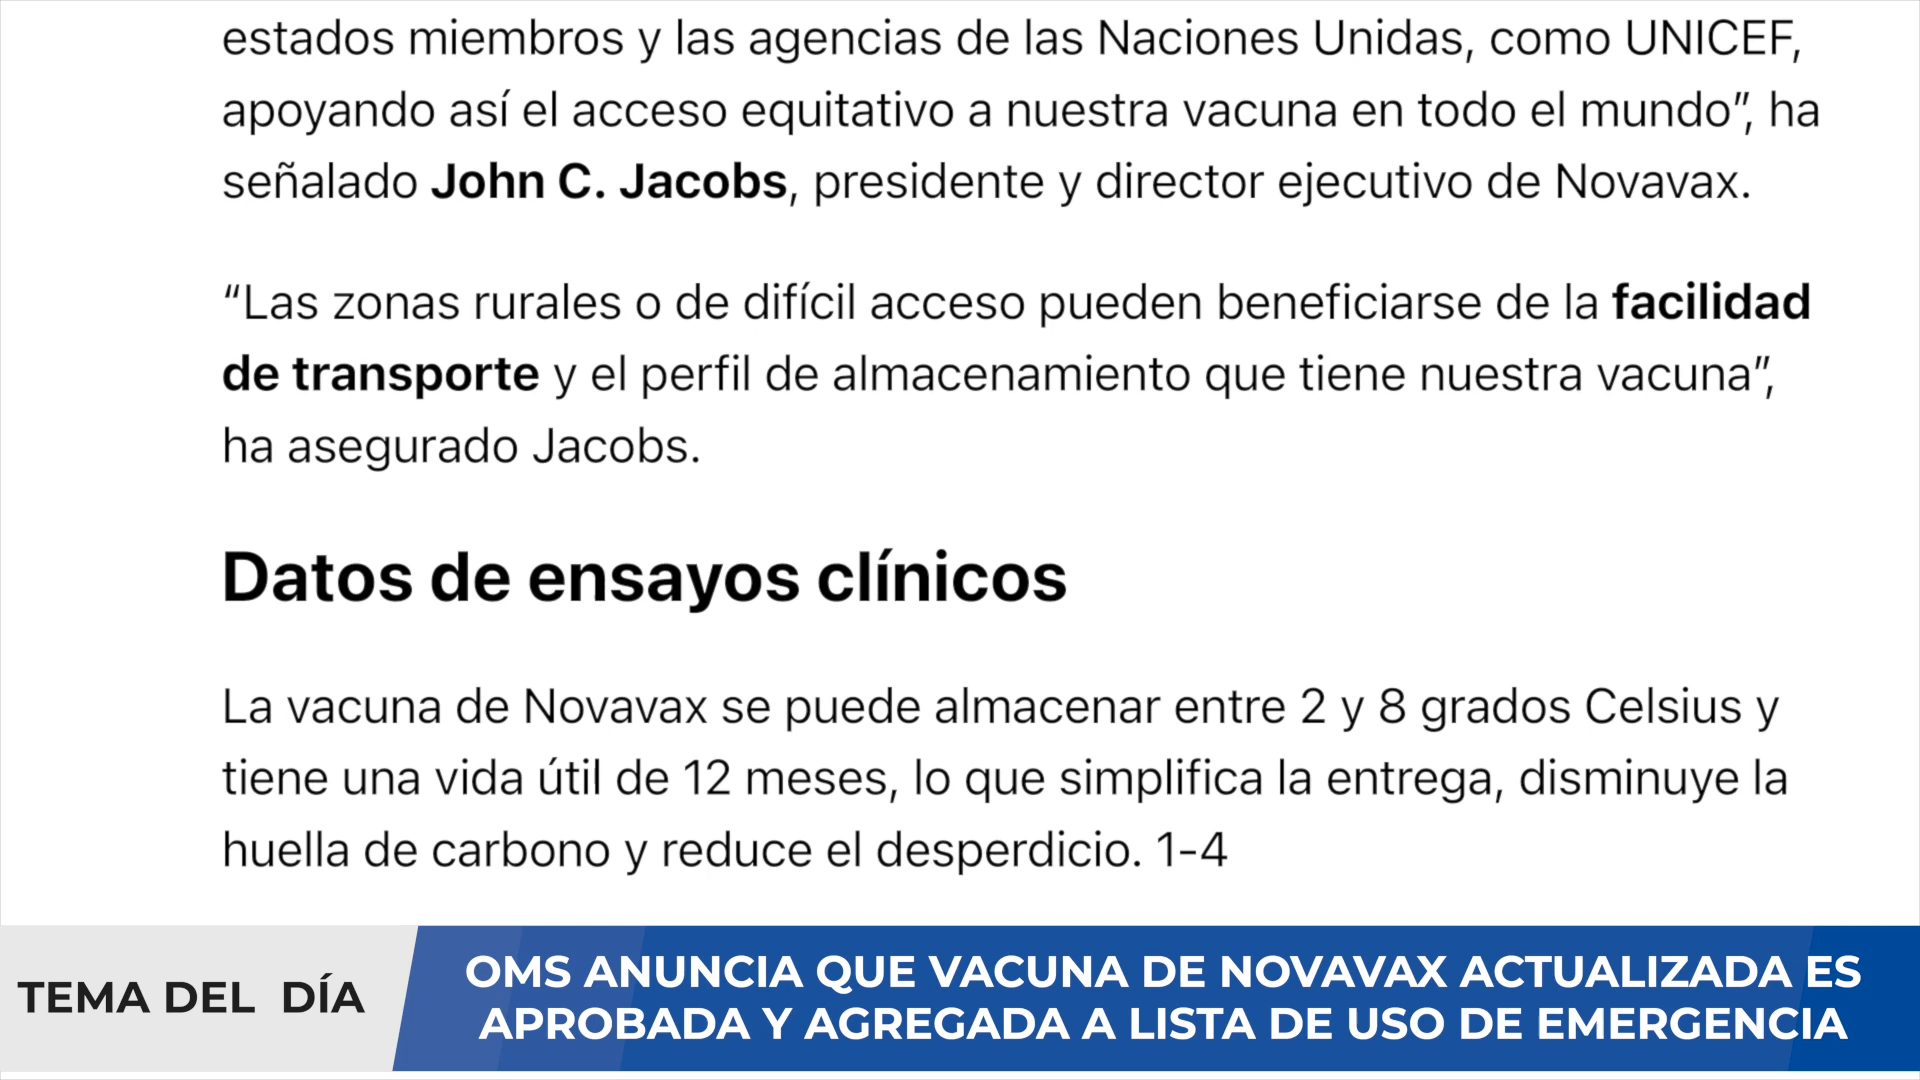 estados miembros y las agencias de las Naciones Unidas, como UNICEF,
apoyando así el acceso equitativo a nuestra vacuna en todo el mundo”, ha
señalado John C. Jacobs, presidente y director ejecutivo de Novavax.
“Las zonas rurales o de difícil acceso pueden beneficiarse de la facilidad
de transporte y el perfil de almacenamiento que tiene nuestra vacuna”,
ha asegurado Jacobs.
Datos de ensayos clínicos
La vacuna de Novavax se puede almacenar entre 2 y 8 grados Celsius y
tiene una vida útil de 12 meses, lo que simplifica la entrega, disminuye la
huella de carbono y reduce el desperdicio. 1-4
TEMA DEL DÍA
OMS ANUNCIA QUE VACUNA DE NOVAVAX ACTUALIZADA ES
APROBADA Y AGREGADA A LISTA DE USO DE EMERGENCIA